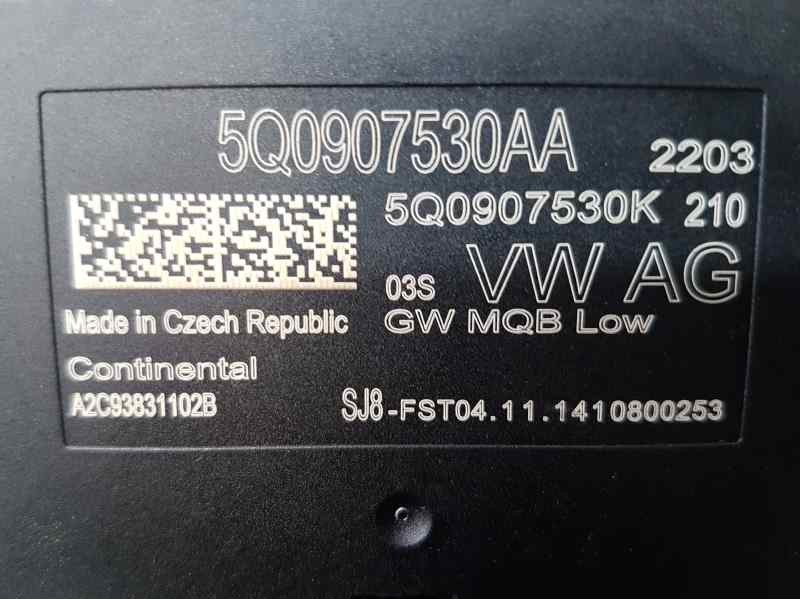 5Q0907530AA 2203
5Q0907530K 210
03S VW AG
Made in Czech Republic GW MQB Low
Continental
A2C93831102B SJ8-FST04.11.1410800253